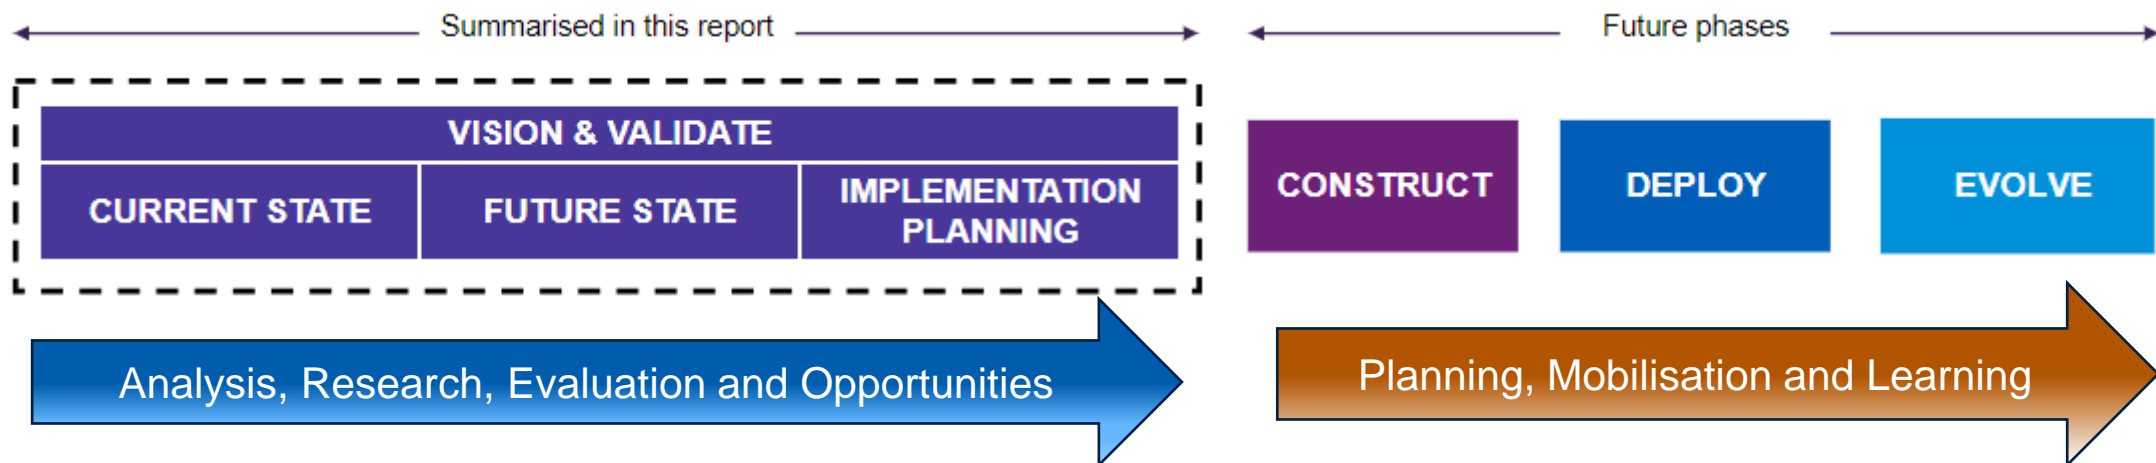 Summarised in this report
Future phases
VISION & VALIDATE
CURRENT STATE
FUTURE STATE
IMPLEMENTATION
PLANNING
CONSTRUCT
DEPLOY
EVOLVE
Analysis, Research, Evaluation and Opportunities
Planning, Mobilisation and Learning